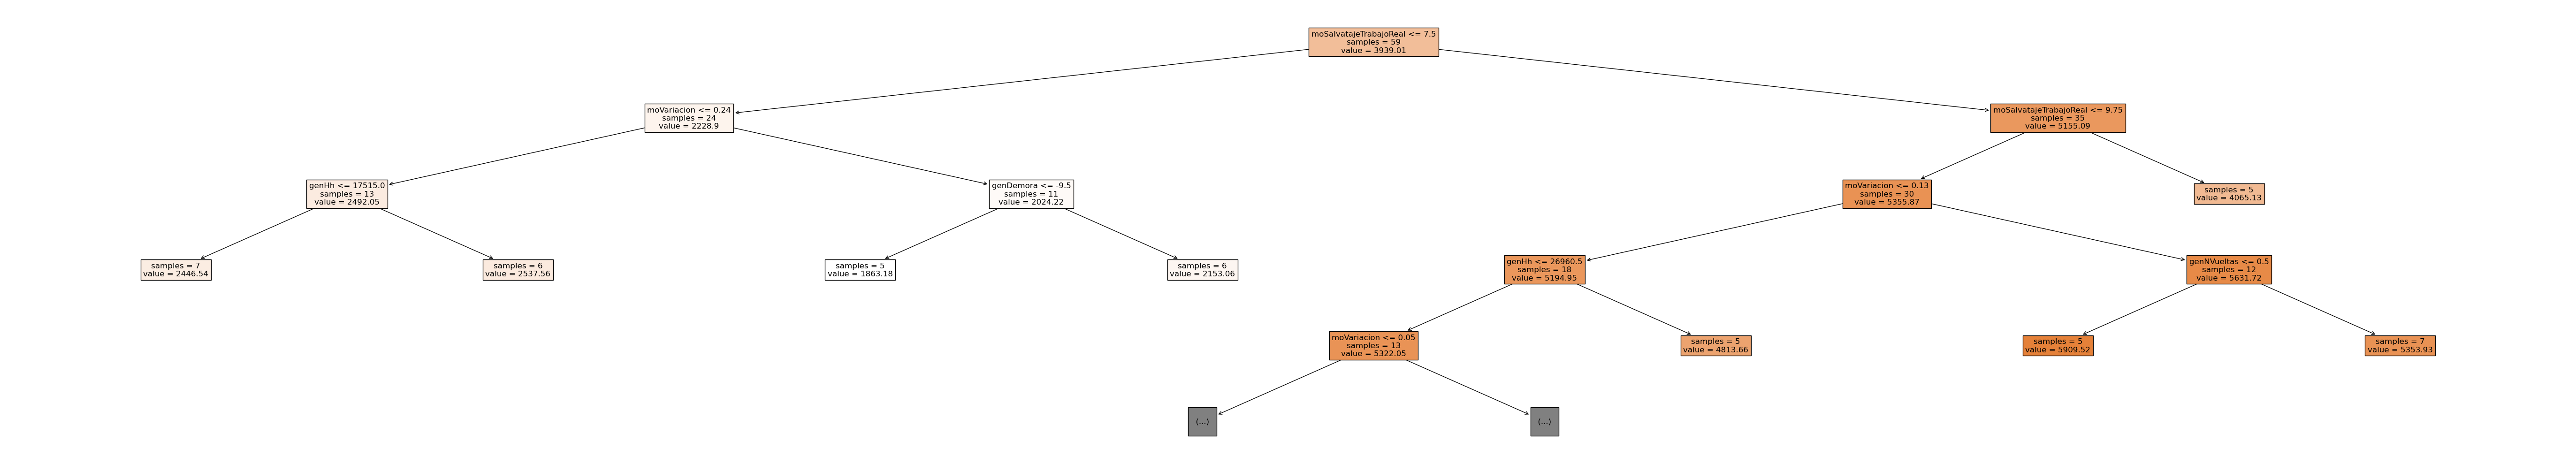 moSalvatajeTrabajoReal <= 7.5
samples = 59
value = 3939.01
moVariacion <= 0.24
samples = 24
value = 2228.9
moSalvatajeTrabajoReal <= 9.75
samples = 35
value = 5155.09
genHh <= 17515.0
samples = 13
value = 2492.05
genDemora <= -9.5
samples = 11
value = 2024.22
moVariacion <= 0.13
samples = 30
value = 5355.87
samples = 5
value = 4065.13
samples = 7
value = 2446.54
samples = 6
value = 2537.56
samples = 5
value = 1863.18
samples = 6
value = 2153.06
genHh <= 26960.5
samples = 18
value = 5194.95
genNVueltas <= 0.5
samples = 12
value = 5631.72
moVariacion <= 0.05
samples = 13
value = 5322.05
samples = 5
value = 4813.66
samples = 5
value = 5909.52
samples = 7
value = 5353.93
(...)
(...)